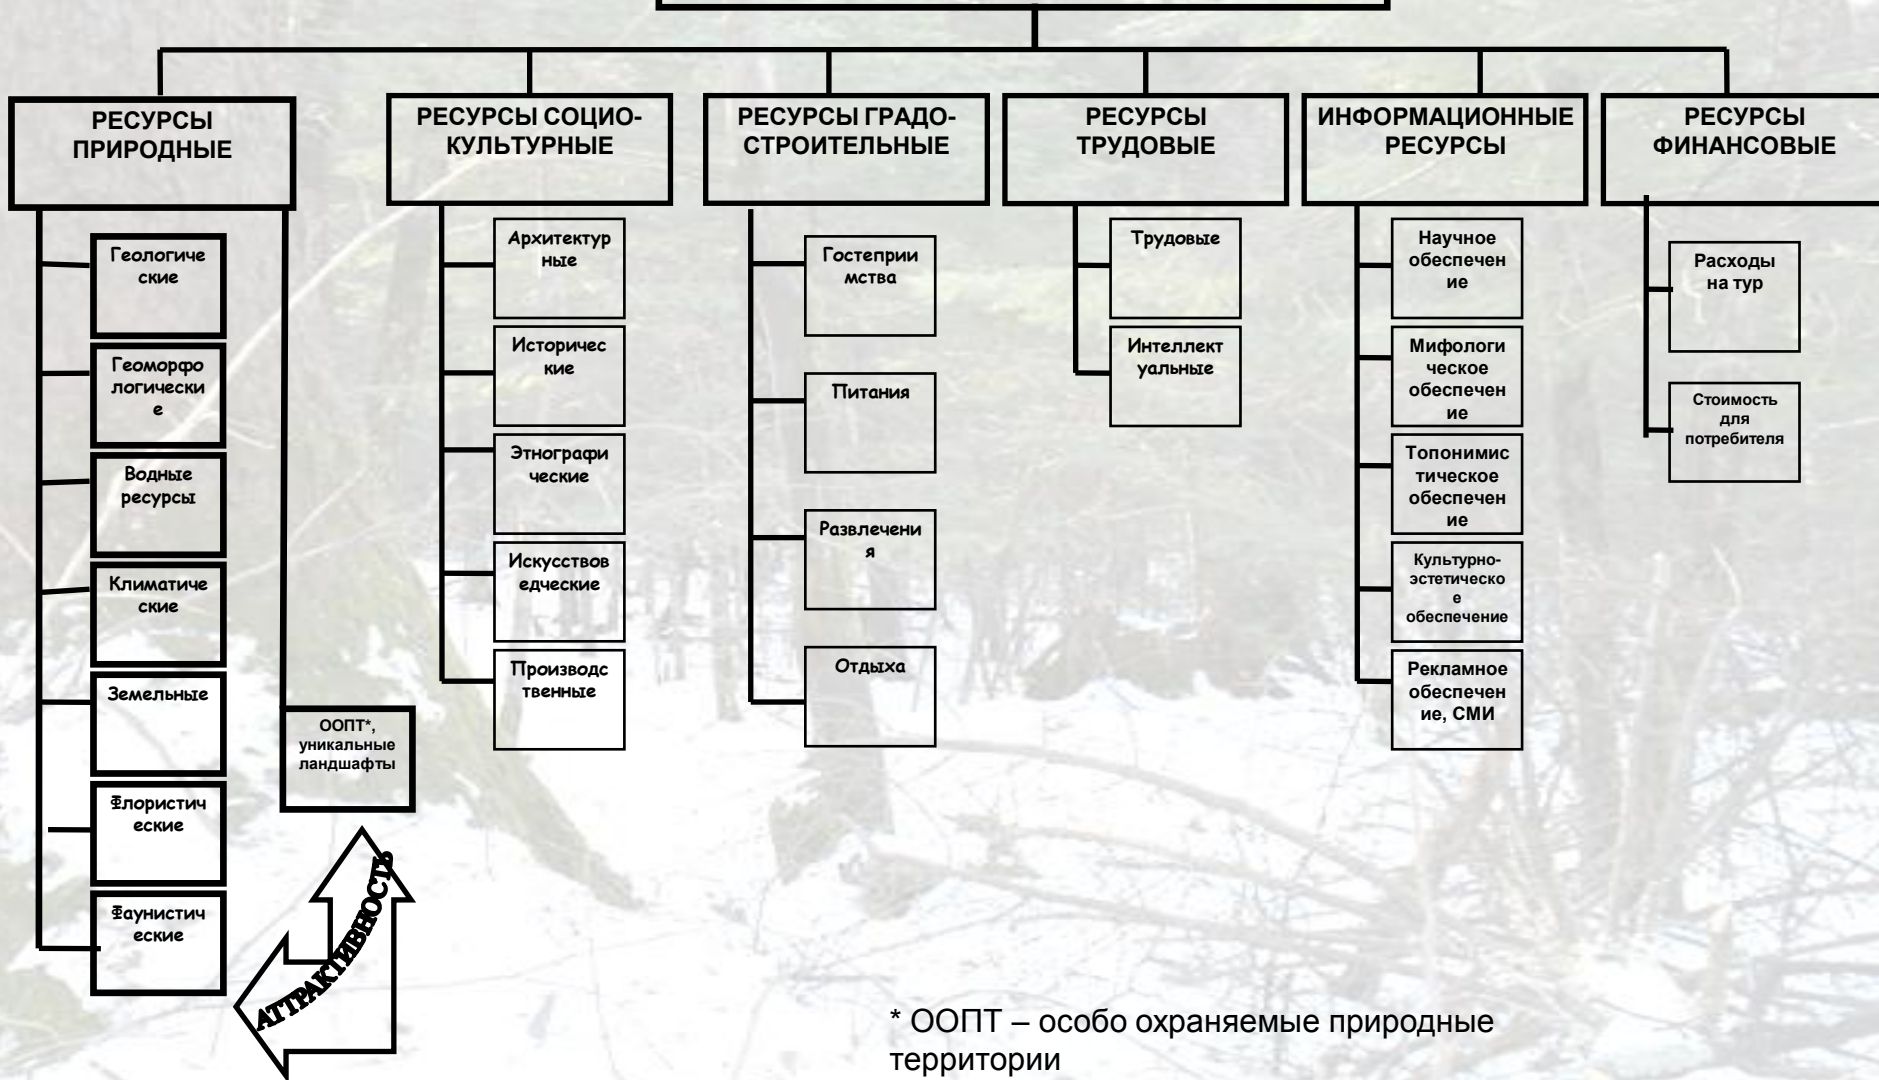 РЕСУРСЫ
ПРИРОДНЫЕ
Геологиче
ские
Геоморфо
логически
е
Водные
ресурсы
Климатиче
ские
Земельные
Флористич
еские
Фаунистич
еские
ООПТ*,
уникальные
ландшафты
АТТРАКТИВНОСТЬ
РЕСУРСЫ СОЦИО-
КУЛЬТУРНЫЕ
Архитектур
ные
Историчес
кие
Этнографи
ческие
Искусствов
едческие
Производс
твенные
РЕСУРСЫ ГРАДО-
СТРОИТЕЛЬНЫЕ
Гостеприи
мства
Питания
Развлечени
я
Отдыха
РЕСУРСЫ
ТРУДОВЫЕ
Трудовые
Интеллект
уальные
ИНФОРМАЦИОННЫЕ
РЕСУРСЫ
Научное
обеспечен
ие
Мифологи
ческое
обеспечен
ие
Топонимис
тическое
обеспечен
ие
Культурно-
эстетическо
е
обеспечение
Рекламное
обеспечен
ие, СМИ
РЕСУРСЫ
ФИНАНСОВЫЕ
Расходы
на тур
Стоимость
для
потребителя
* ООПТ – особо охраняемые природные
территории